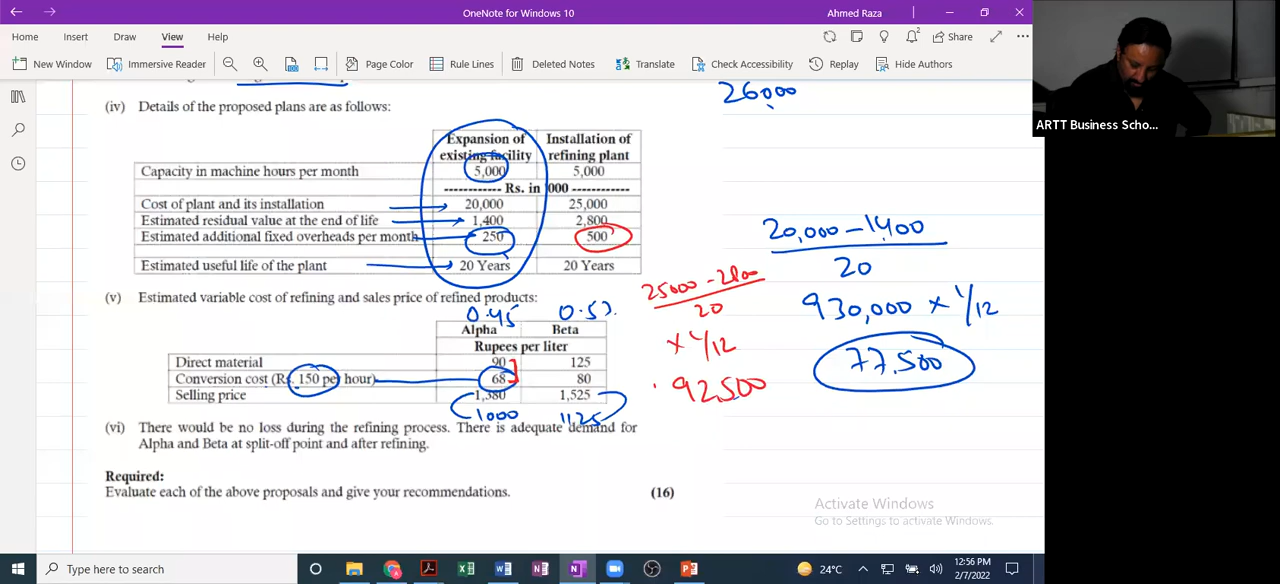 OneNote for Windows 10
Ahmed Raza
Home Insert Draw View Help
Share
New Window Immersive Reader Page Color Rule Lines Deleted Notes Translate Check Accessibility Replay Hide Authors
ARTT Business Scho...
26000
(iv) Details of the proposed plans are as follows:
Expansion of existing facility Installation of refining plant
Capacity in machine hours per month 5,000 5,000
------------ Rs. in '000 ------------
Cost of plant and its installation 20,000 25,000
Estimated residual value at the end of life 1,400 2,800
Estimated additional fixed overheads per month 250 500
Estimated useful life of the plant 20 Years 20 Years
20,000 - 1400
20
930,000 × 1/12
77,500
25000 - 2800
20
× 1/12
92,500
(v) Estimated variable cost of refining and sales price of refined products:
0.45 0.53
Alpha Beta
Rupees per liter
Direct material 90 125
Conversion cost (Rs. 150 per hour) 68 80
Selling price 1,380 1,525
1000 1125
(vi) There would be no loss during the refining process. There is adequate demand for
Alpha and Beta at split-off point and after refining.
Required:
Evaluate each of the above proposals and give your recommendations. (16)
Activate Windows
Go to Settings to activate Windows.
Type here to search
24°C
12:56 PM
2/7/2022